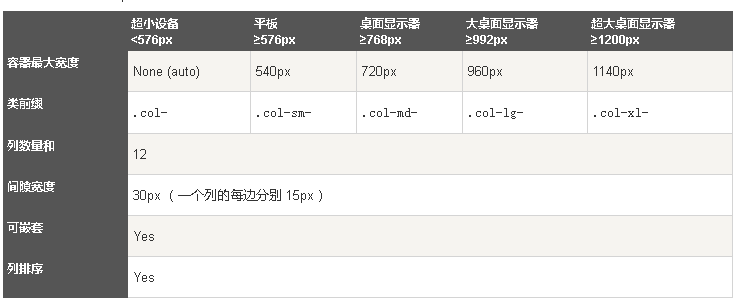 超小设备 平板 桌面显示器 大桌面显示器 超大桌面显示器
<576px ≥576px ≥768px ≥992px ≥1200px
容器最大宽度 None (auto) 540px 720px 960px 1140px
类前缀 .col- .col-sm- .col-md- .col-lg- .col-xl-
列数量和 12
间隙宽度 30px （一个列的每边分别 15px）
可嵌套 Yes
列排序 Yes